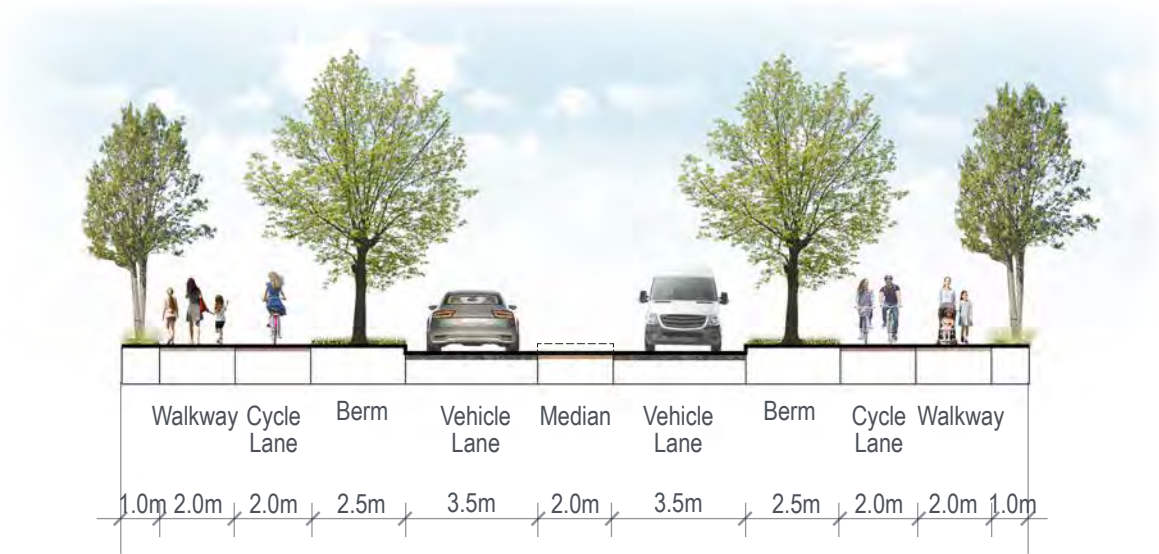 Walkway Cycle Lane Berm Vehicle Lane Median Vehicle Lane Berm Cycle Lane Walkway
1.0m 2.0m 2.0m 2.5m 3.5m 2.0m 3.5m 2.5m 2.0m 2.0m 1.0m